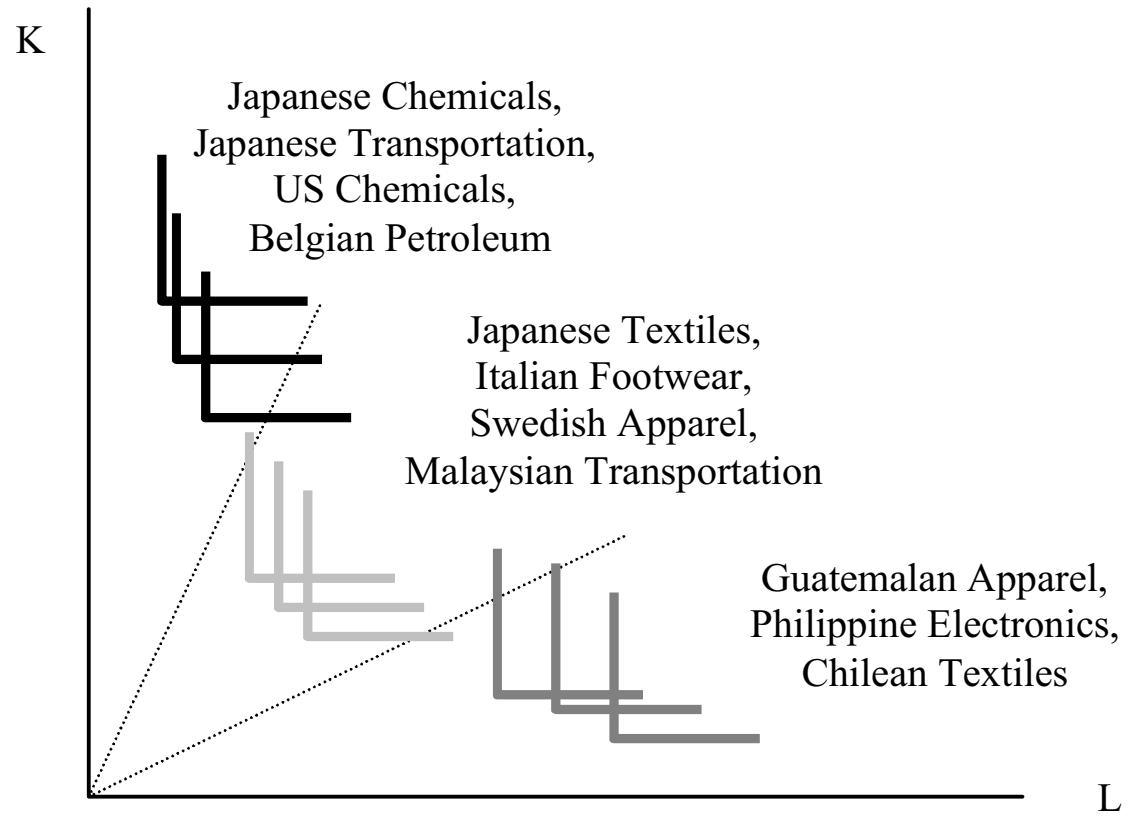 K
Japanese Chemicals,
Japanese Transportation,
US Chemicals,
Belgian Petroleum
Japanese Textiles,
Italian Footwear,
Swedish Apparel,
Malaysian Transportation
Guatemalan Apparel,
Philippine Electronics,
Chilean Textiles
L